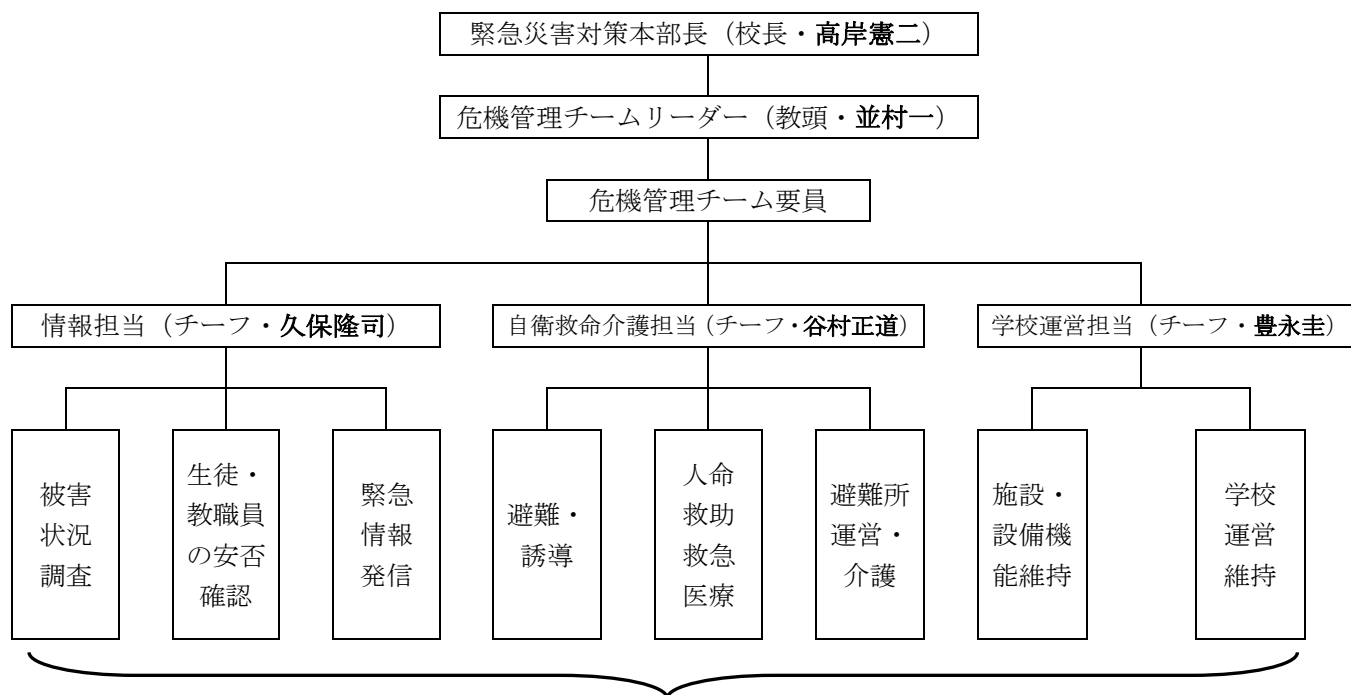 緊急災害対策本部長（校長・高岸憲二）
危機管理チームリーダー（教頭・並村一）
危機管理チーム要員
情報担当（チーフ・久保隆司）
自衛救命介護担当（チーフ・谷村正道）
学校運営担当（チーフ・豊永圭）
被害
状況
調査
生徒・
教職員
の安否
確認
緊急
情報
発信
避難・
誘導
人命
救助
救急
医療
避難所
運営・
介護
施設・
設備機
能維持
学校
運営
維持